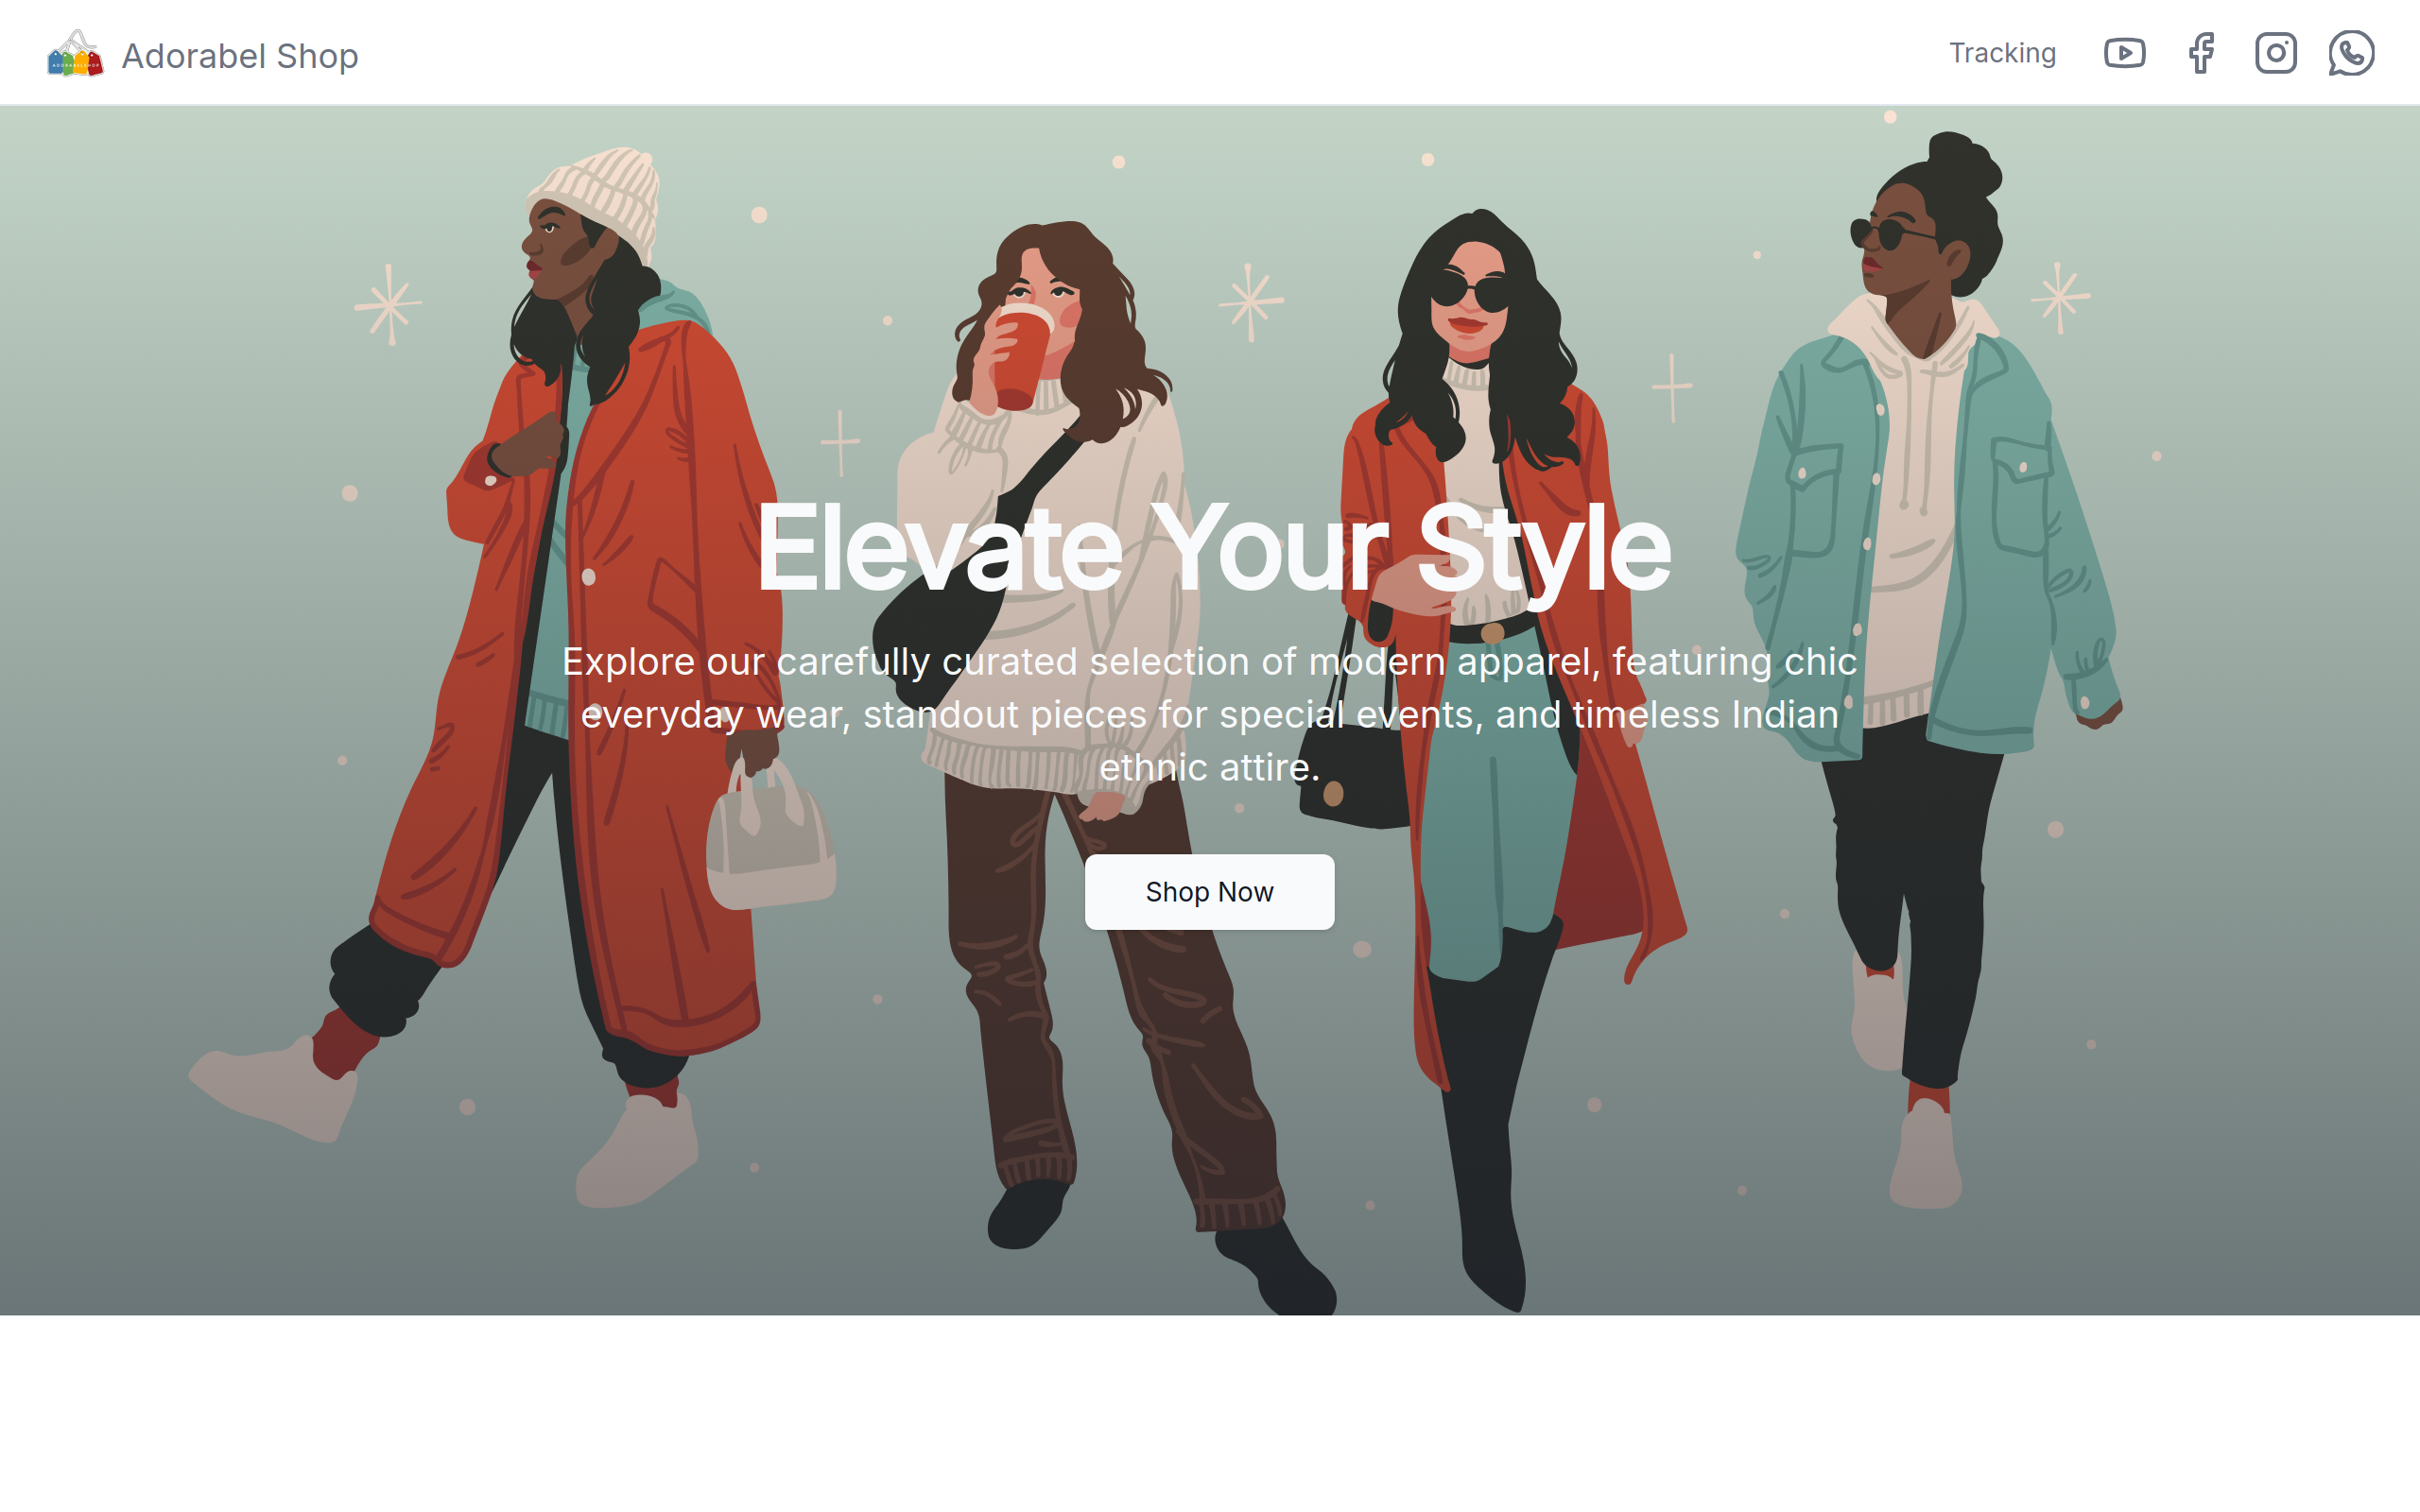 ADORABELSHOP
Adorabel Shop
Tracking
Elevate Your Style
Explore our carefully curated selection of modern apparel, featuring chic
everyday wear, standout pieces for special events, and timeless Indian
ethnic attire.
Shop Now